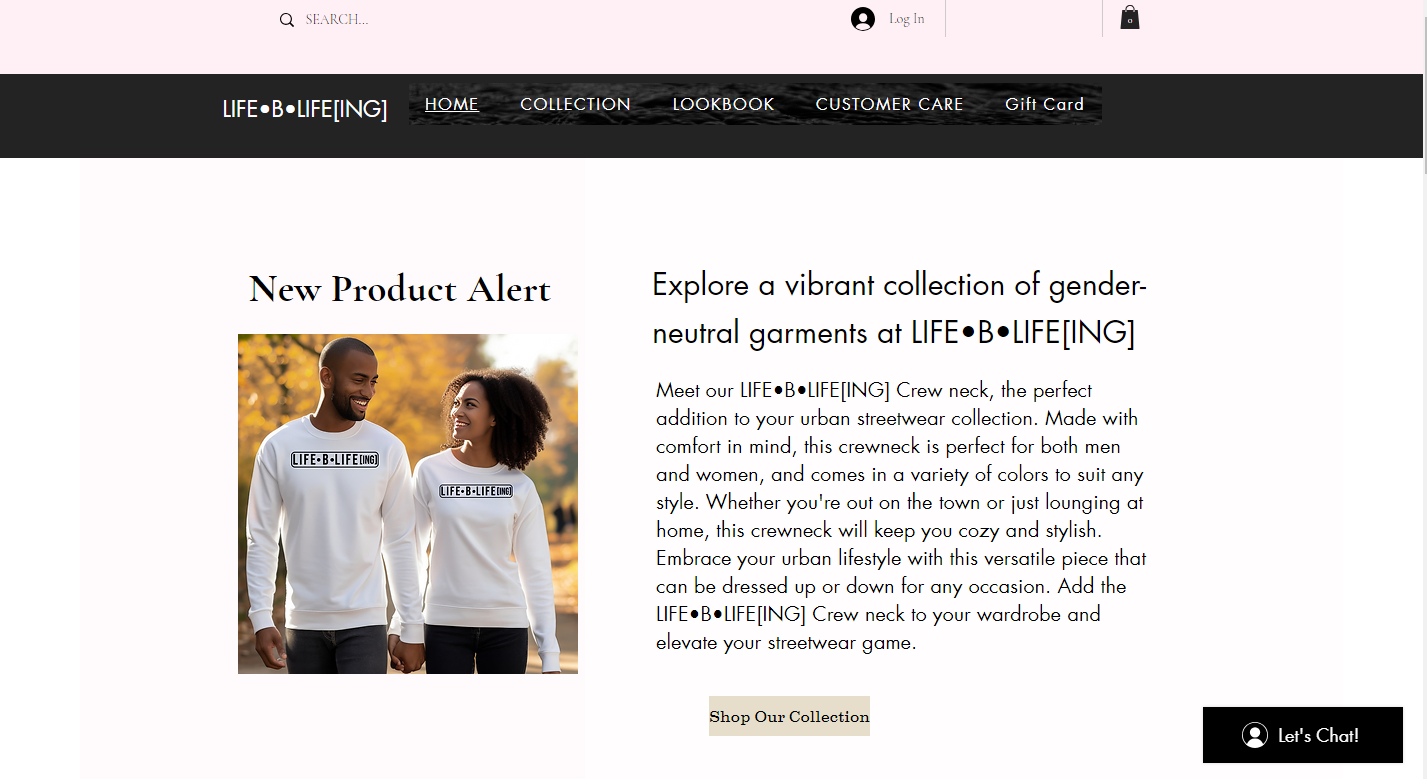 SEARCH...
Log In
0
LIFE•B•LIFE[ING]
HOME
COLLECTION
LOOKBOOK
CUSTOMER CARE
Gift Card
New Product Alert
LIFE•B•LIFE[ING]
LIFE•B•LIFE[ING]
Explore a vibrant collection of gender-
neutral garments at LIFE•B•LIFE[ING]
Meet our LIFE•B•LIFE[ING] Crew neck, the perfect
addition to your urban streetwear collection. Made with
comfort in mind, this crewneck is perfect for both men
and women, and comes in a variety of colors to suit any
style. Whether you're out on the town or just lounging at
home, this crewneck will keep you cozy and stylish.
Embrace your urban lifestyle with this versatile piece that
can be dressed up or down for any occasion. Add the
LIFE•B•LIFE[ING] Crew neck to your wardrobe and
elevate your streetwear game.
Shop Our Collection
Let's Chat!